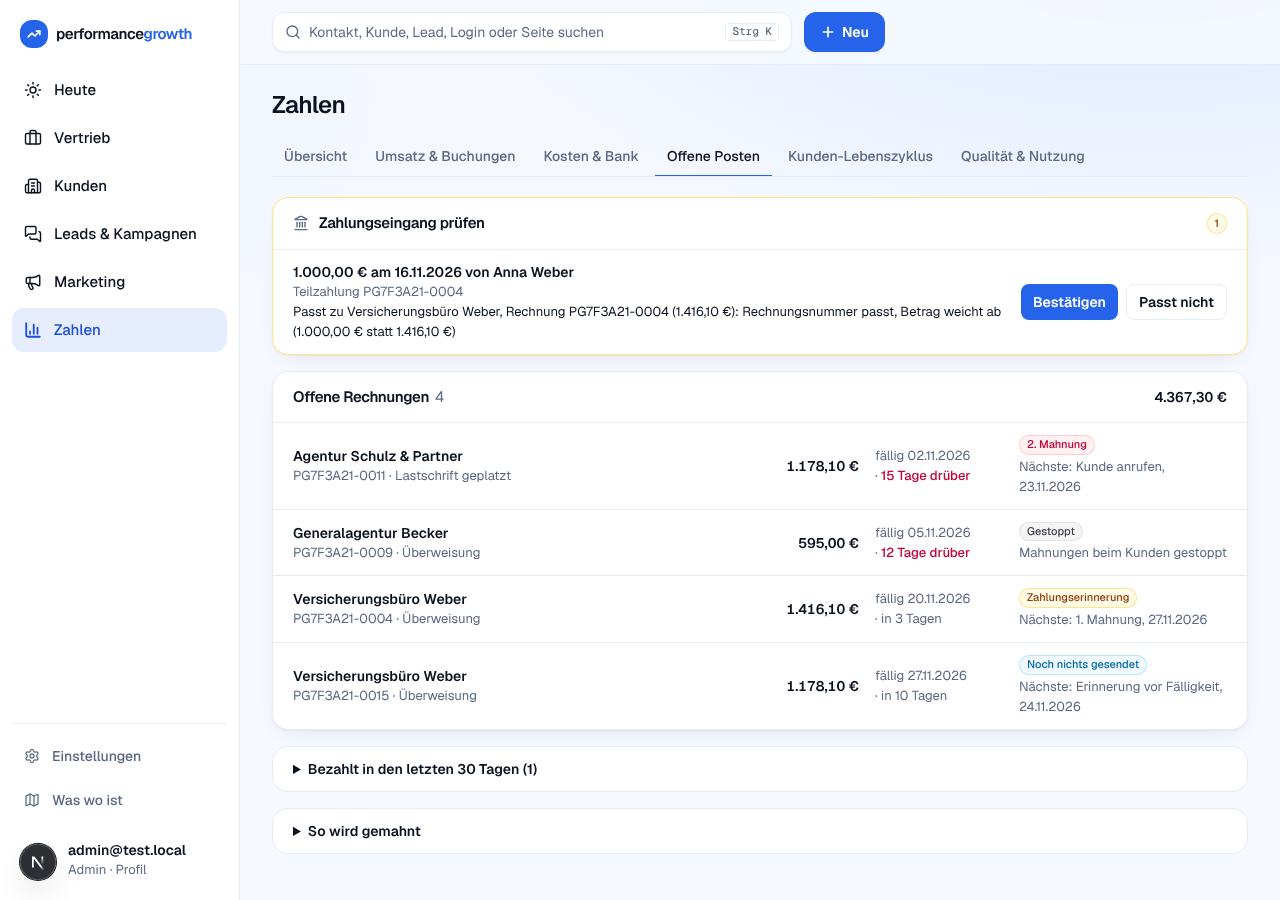 performancegrowth
Kontakt, Kunde, Lead, Login oder Seite suchen
Strg K
Neu
Heute
Vertrieb
Kunden
Leads & Kampagnen
Marketing
Zahlen
Zahlen
Übersicht
Umsatz & Buchungen
Kosten & Bank
Offene Posten
Kunden-Lebenszyklus
Qualität & Nutzung
Zahlungseingang prüfen
1
1.000,00 € am 16.11.2026 von Anna Weber
Teilzahlung PG7F3A21-0004
Passt zu Versicherungsbüro Weber, Rechnung PG7F3A21-0004 (1.416,10 €): Rechnungsnummer passt, Betrag weicht ab
(1.000,00 € statt 1.416,10 €)
Bestätigen
Passt nicht
Offene Rechnungen 4
4.367,30 €
Agentur Schulz & Partner
PG7F3A21-0011 · Lastschrift geplatzt
1.178,10 €
fällig 02.11.2026
· 15 Tage drüber
2. Mahnung
Nächste: Kunde anrufen,
23.11.2026
Generalagentur Becker
PG7F3A21-0009 · Überweisung
595,00 €
fällig 05.11.2026
· 12 Tage drüber
Gestoppt
Mahnungen beim Kunden gestoppt
Versicherungsbüro Weber
PG7F3A21-0004 · Überweisung
1.416,10 €
fällig 20.11.2026
· in 3 Tagen
Zahlungserinnerung
Nächste: 1. Mahnung, 27.11.2026
Versicherungsbüro Weber
PG7F3A21-0015 · Überweisung
1.178,10 €
fällig 27.11.2026
· in 10 Tagen
Noch nichts gesendet
Nächste: Erinnerung vor Fälligkeit,
24.11.2026
Bezahlt in den letzten 30 Tagen (1)
So wird gemahnt
Einstellungen
Was wo ist
N
admin@test.local
Admin · Profil